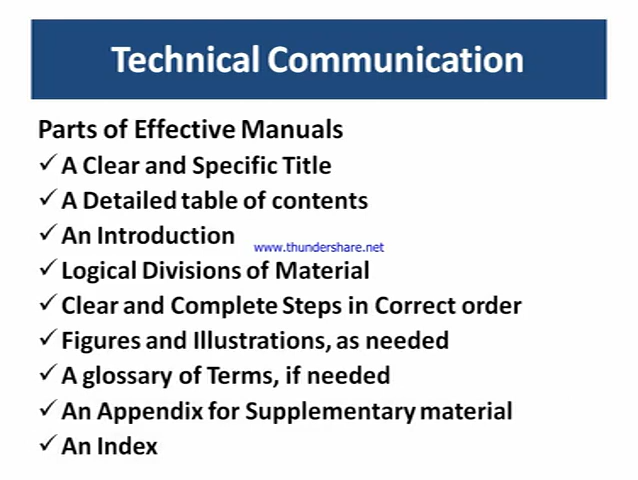 Technical Communication
Parts of Effective Manuals
✓ A Clear and Specific Title
✓ A Detailed table of contents
✓ An Introduction
www.thundershare.net
✓ Logical Divisions of Material
✓ Clear and Complete Steps in Correct order
✓ Figures and Illustrations, as needed
✓ A glossary of Terms, if needed
✓ An Appendix for Supplementary material
✓ An Index